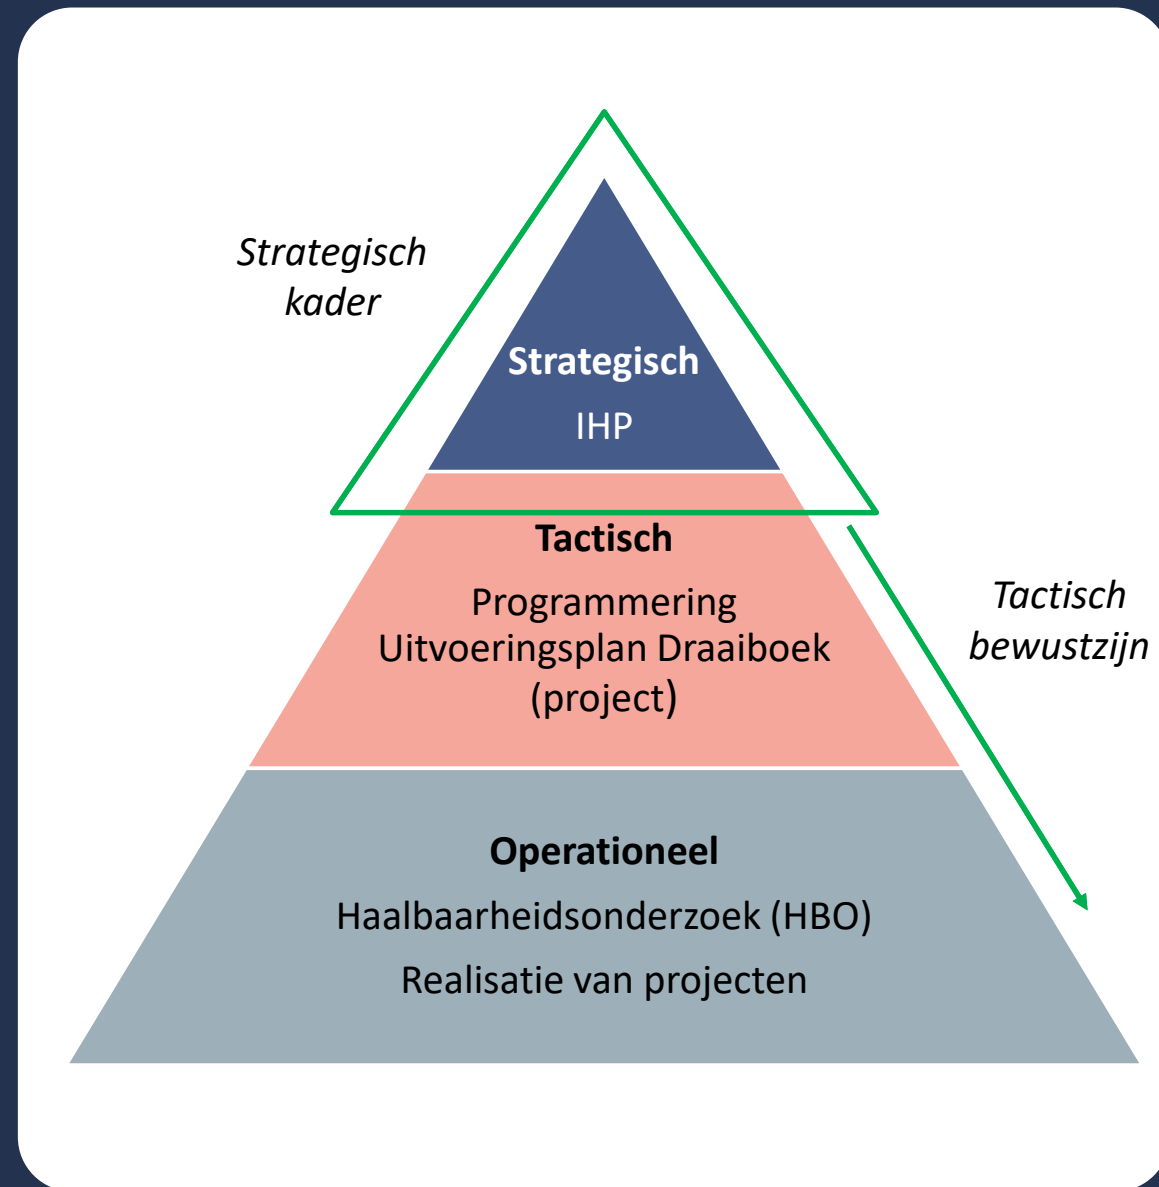 Strategisch
kader
Strategisch
IHP
Tactisch
Programmering
Uitvoeringsplan Draaiboek
(project)
Tactisch
bewustzijn
Operationeel
Haalbaarheidsonderzoek (HBO)
Realisatie van projecten